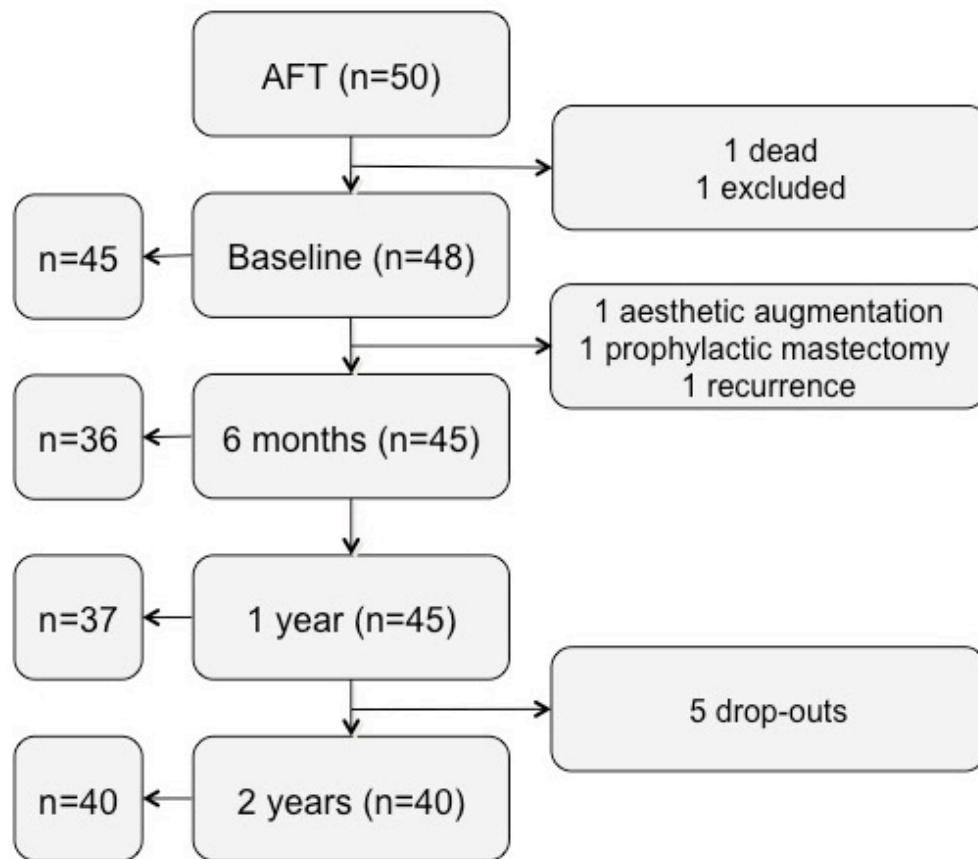 AFT (n=50)
1 dead
1 excluded
n=45
Baseline (n=48)
1 aesthetic augmentation
1 prophylactic mastectomy
1 recurrence
n=36
6 months (n=45)
n=37
1 year (n=45)
5 drop-outs
n=40
2 years (n=40)